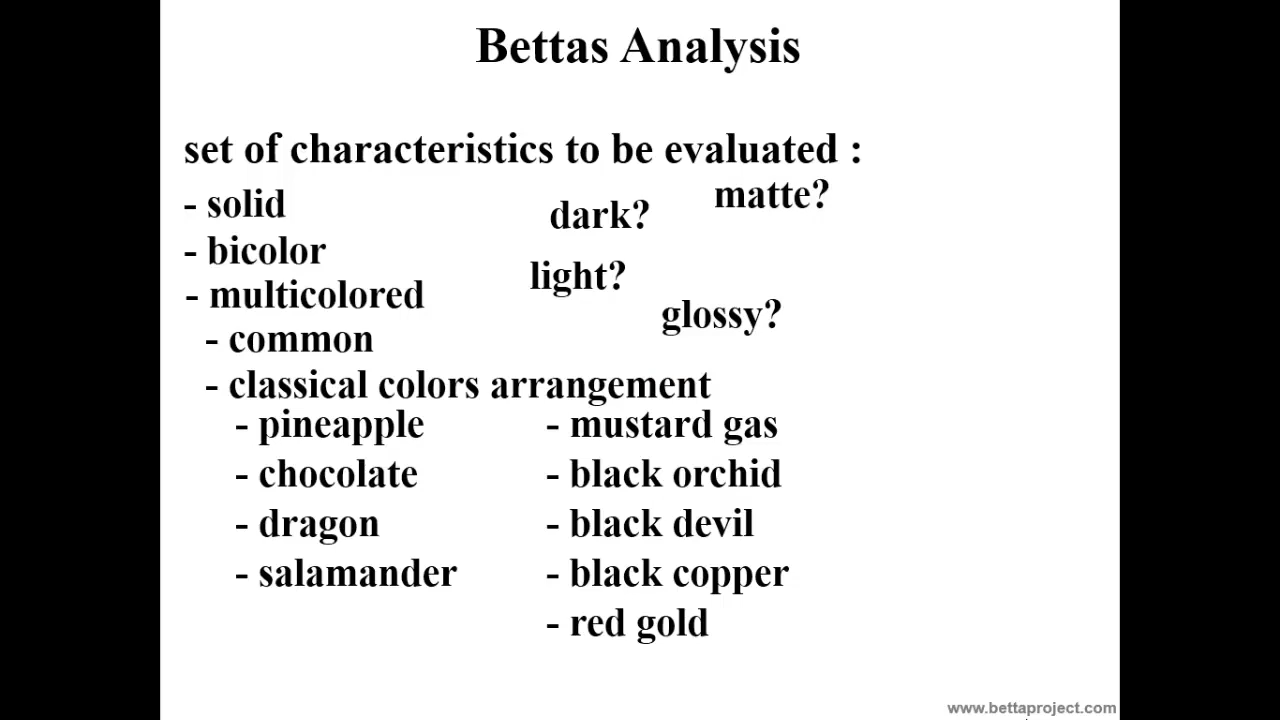 Bettas Analysis
set of characteristics to be evaluated :
- solid
dark?
matte?
- bicolor
light?
- multicolored
glossy?
- common
- classical colors arrangement
- pineapple
- chocolate
- dragon
- salamander
- mustard gas
- black orchid
- black devil
- black copper
- red gold
www.bettaproject.com